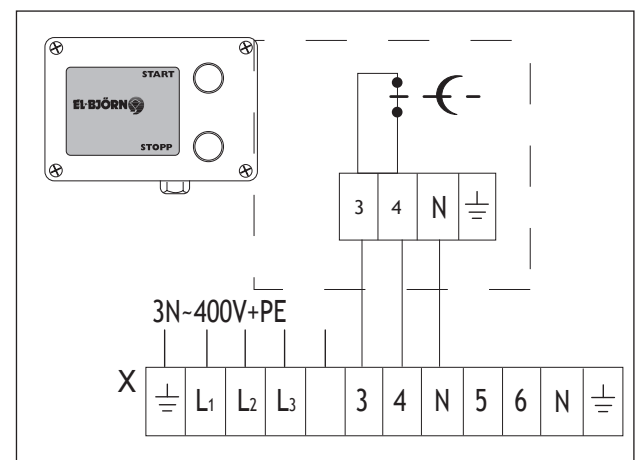 START
EL·BJÖRN
STOPP
3 4 N
3N~400V+PE
X L1 L2 L3 3 4 N 5 6 N